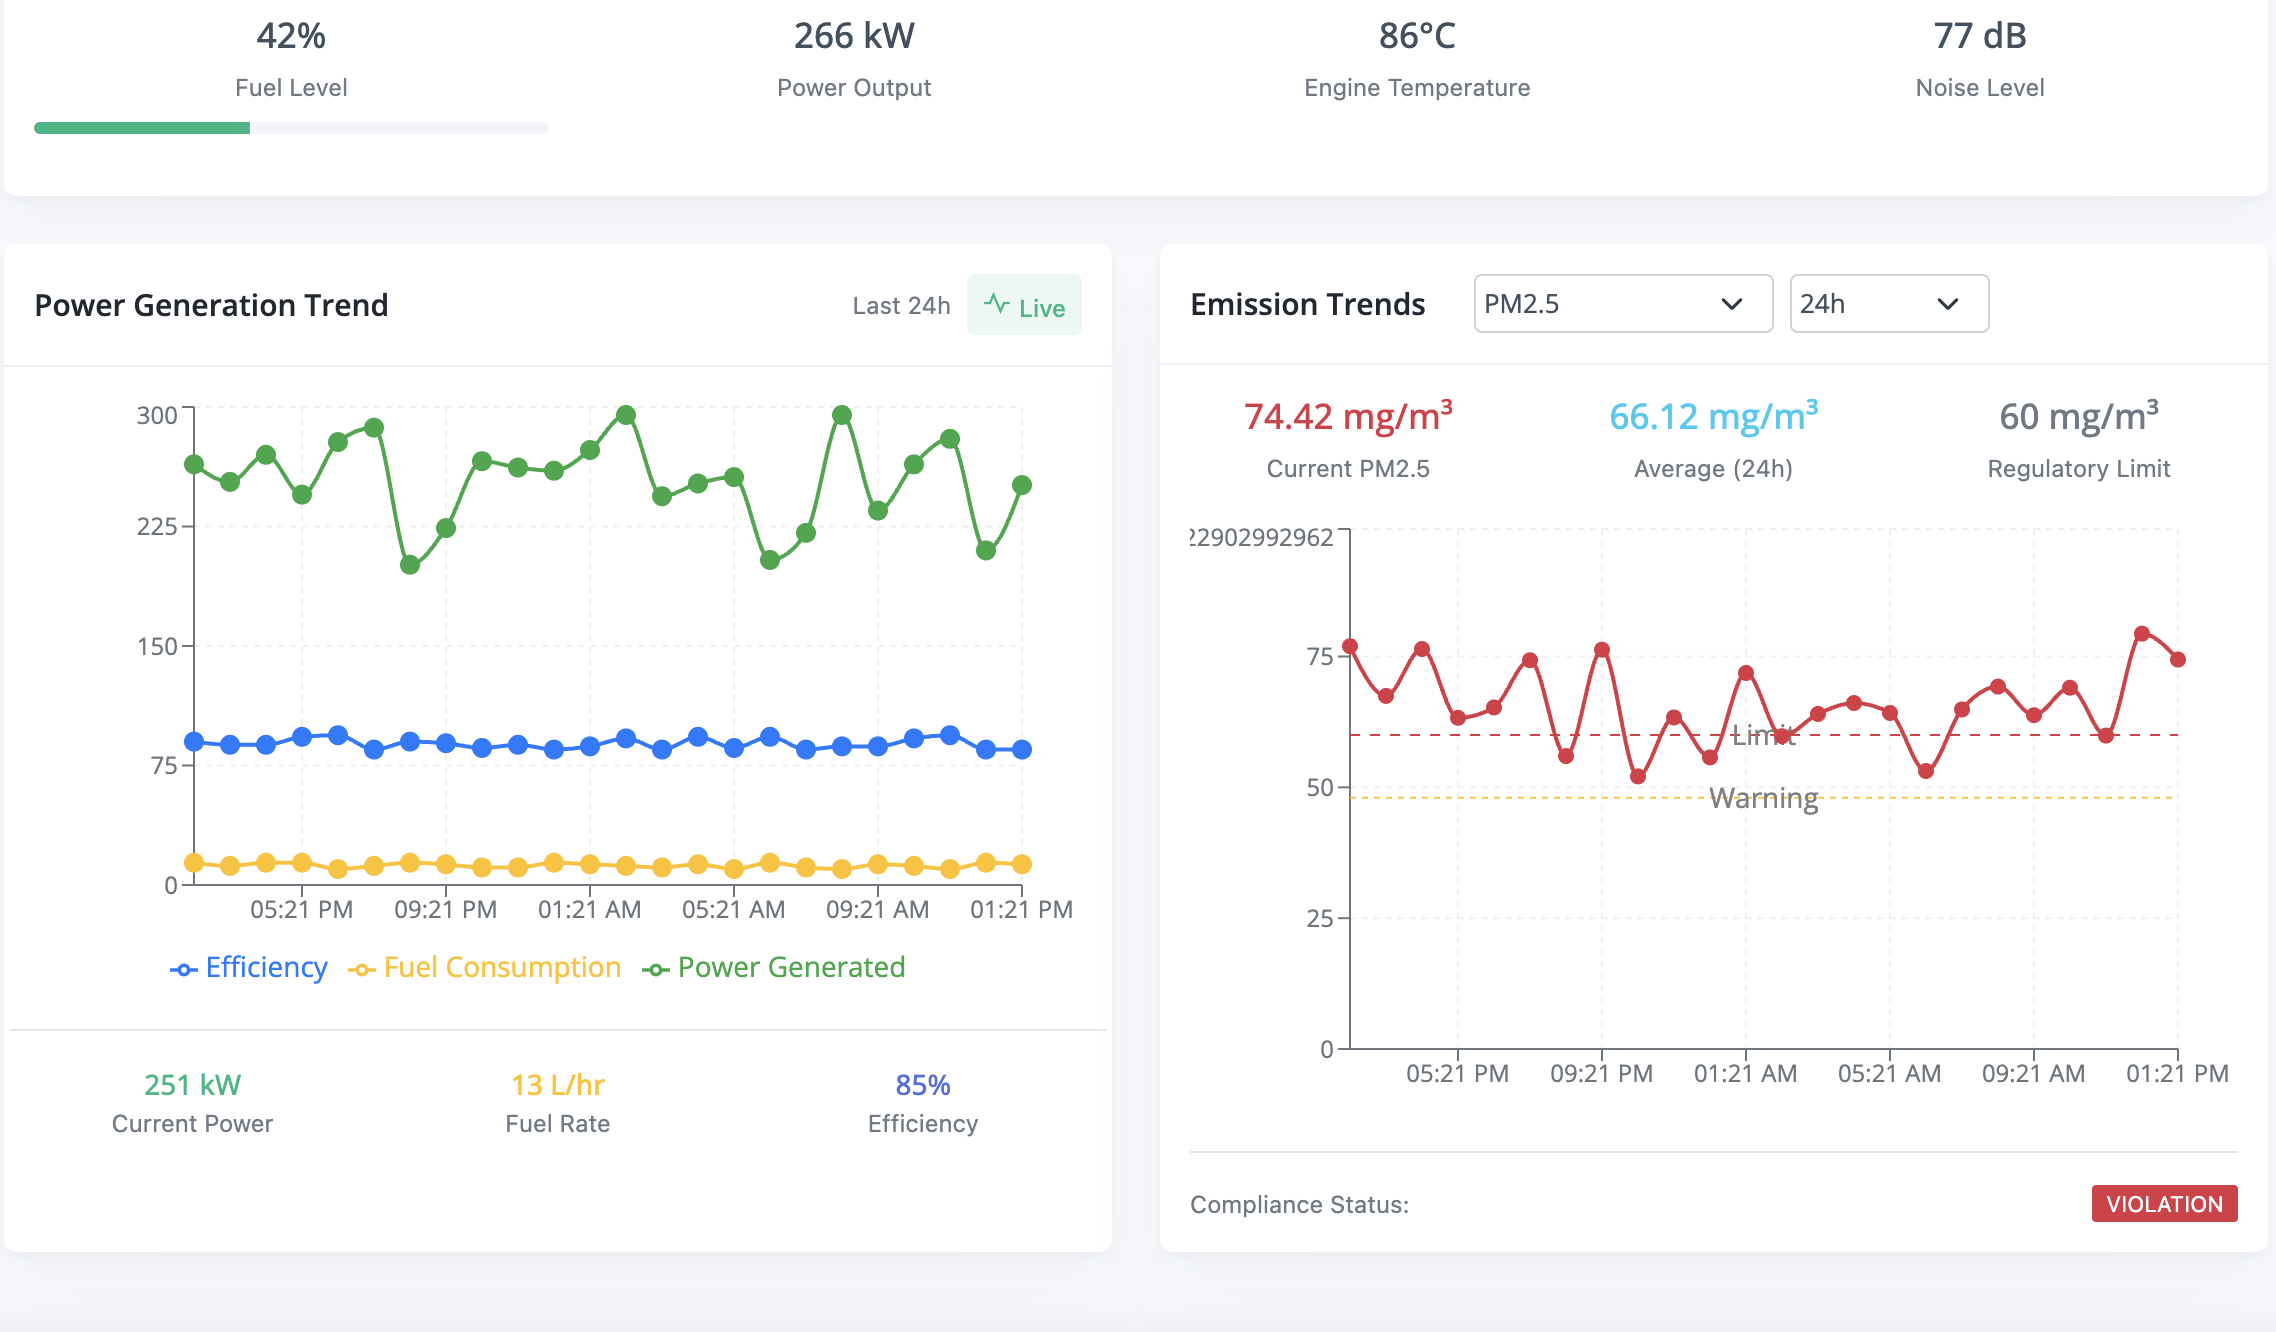 42%
Fuel Level
266 kW
Power Output
86°C
Engine Temperature
77 dB
Noise Level
Power Generation Trend
Last 24h
Live
300
225
150
75
0
05:21 PM
09:21 PM
01:21 AM
05:21 AM
09:21 AM
01:21 PM
Efficiency
Fuel Consumption
Power Generated
251 kW
Current Power
13 L/hr
Fuel Rate
85%
Efficiency
Emission Trends
PM2.5
24h
74.42 mg/m³
Current PM2.5
66.12 mg/m³
Average (24h)
60 mg/m³
Regulatory Limit
22902992962
75
50
25
0
Limit
Warning
05:21 PM
09:21 PM
01:21 AM
05:21 AM
09:21 AM
01:21 PM
Compliance Status:
VIOLATION